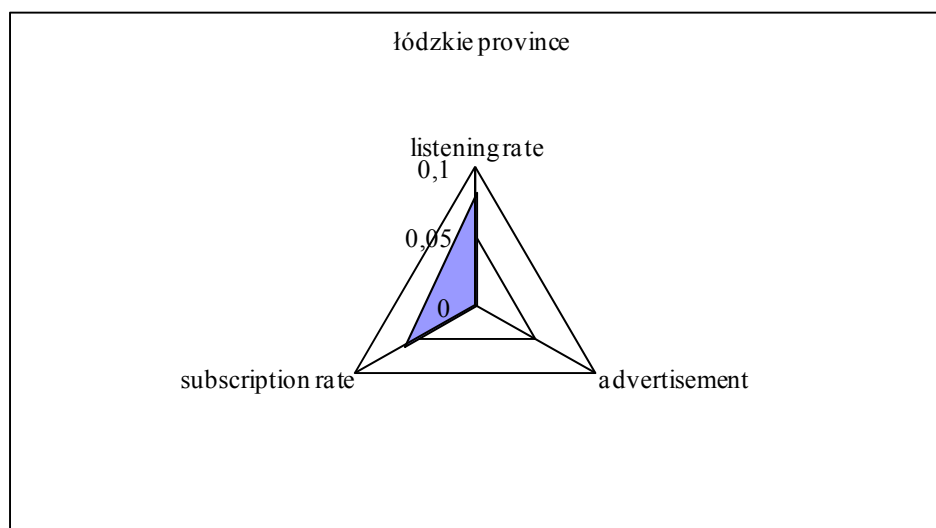 łódzkie province
listening rate
0,1
0,05
0
subscription rate
advertisement